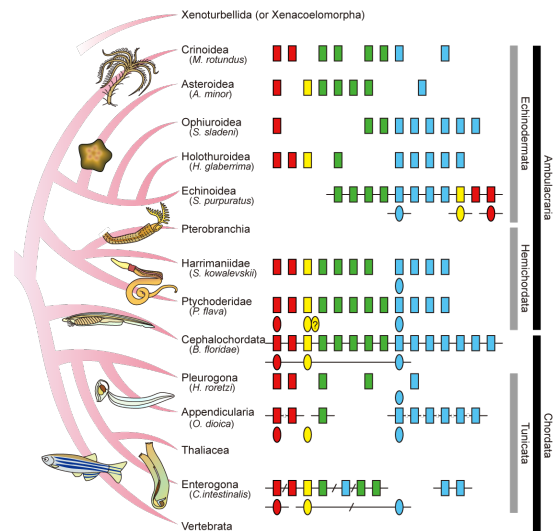 Xenoturbellida (or Xenacoelomorpha)
Crinoidea
(M. rotundus)
Asteroidea
(A. minor)
Ophiuroidea
(S. sladeni)
Holothuroidea
(H. glaberrima)
Echinoidea
(S. purpuratus)
Pterobranchia
Harrimaniidae
(S. kowalevskii)
Ptychoderidae
(P. flava)
?
Cephalochordata
(B. floridae)
Pleurogona
(H. roretzi)
Appendicularia
(O. dioica)
Thaliacea
Enterogona
(C.intestinalis)
Vertebrata
Echinodermata
Hemichordata
Tunicata
Ambulacraria
Chordata